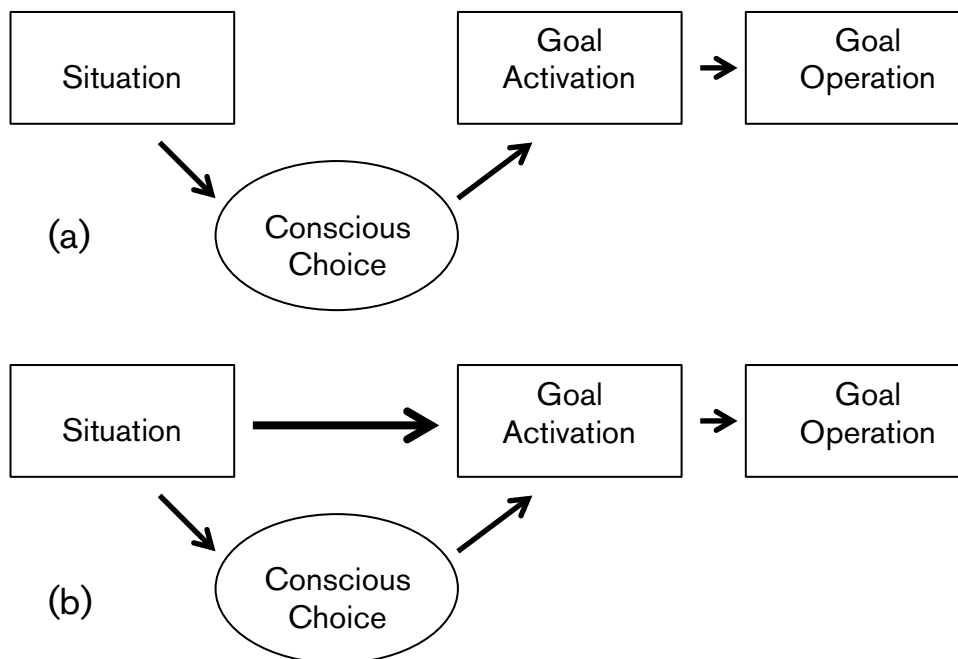 Situation
Goal
Activation
Goal
Operation
Conscious
Choice
(a)
Situation
Goal
Activation
Goal
Operation
Conscious
Choice
(b)